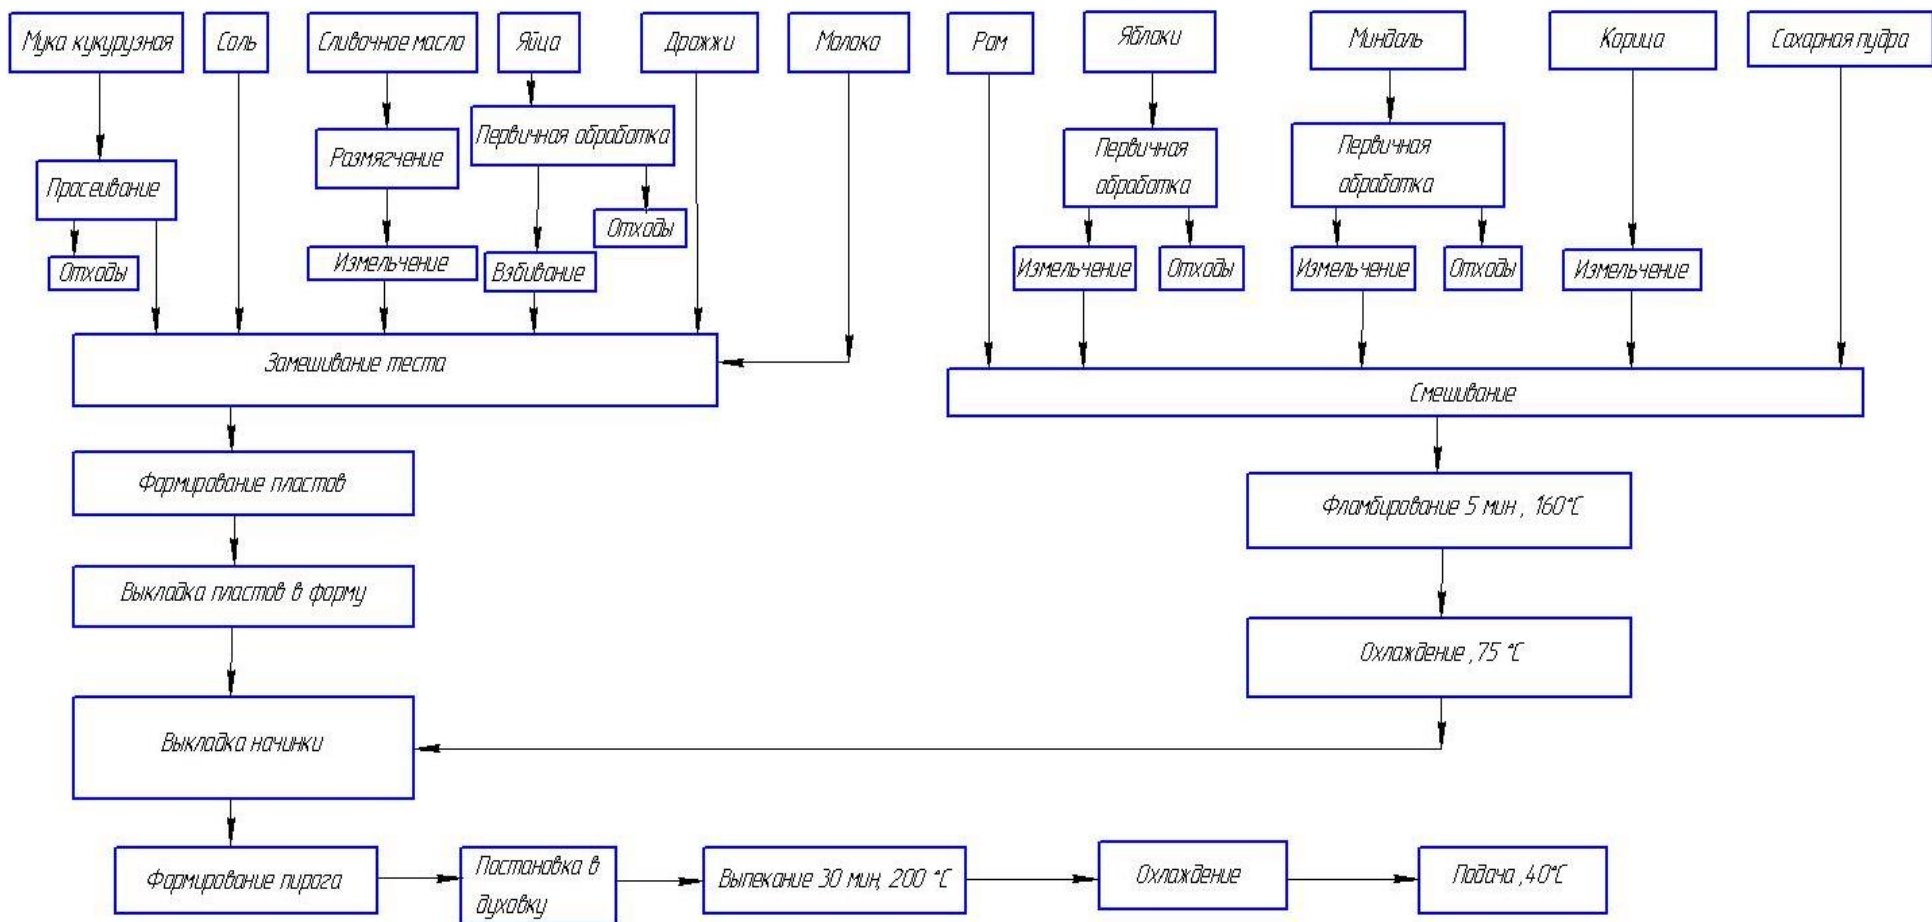 Мука кукурузная
Соль
Сливочное масло
Яйца
Дрожжи
Молоко
Ром
Яблоки
Миндаль
Корица
Сахарная пудра
Просеивание
Размягчение
Первичная обработка
Первичная
обработка
Первичная
обработка
Отходы
Отходы
Измельчение
Взбивание
Измельчение
Отходы
Измельчение
Отходы
Измельчение
Замешивание теста
Смешивание
Формирование пластов
Фламбирование 5 мин , 160°С
Выкладка пластов в форму
Охлаждение ,75 °С
Выкладка начинки
Формирование пирога
Постановка в
духовку
Выпекание 30 мин, 200 °С
Охлаждение
Подача ,40°С